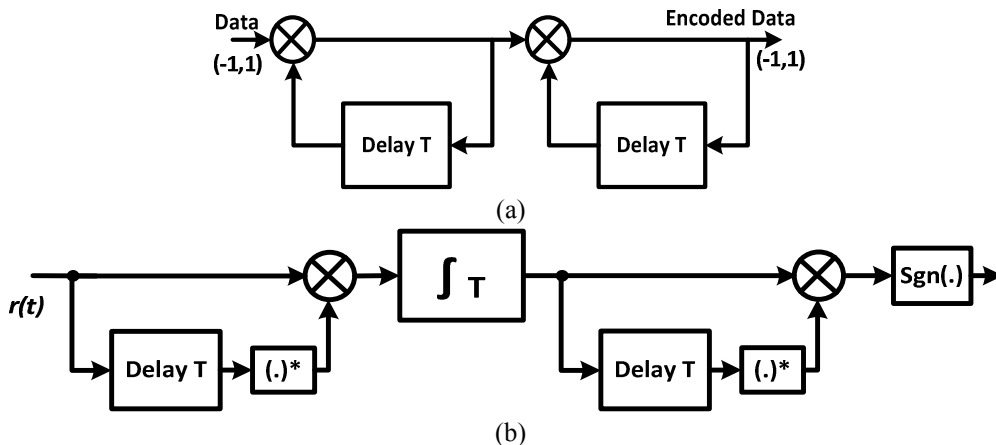 Data
(-1,1)
Encoded Data
(-1,1)
Delay T
Delay T
(a)
r(t)
∫ T
Sgn(.)
Delay T
(.)*
Delay T
(.)*
(b)